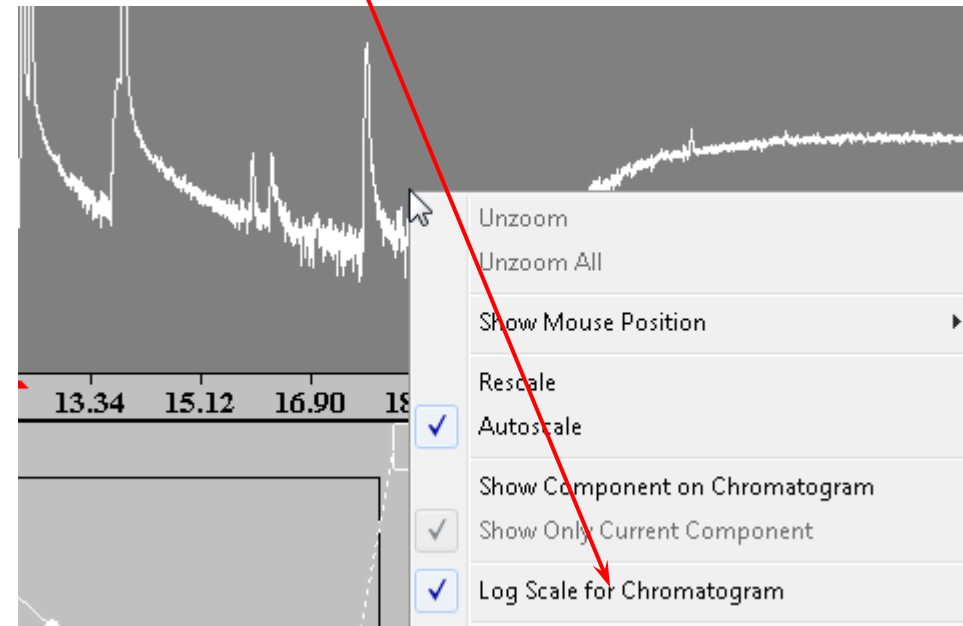 Unzoom
Unzoom All
Show Mouse Position
Rescale
13.34 15.12 16.90 18
Autoscale
Show Component on Chromatogram
Show Only Current Component
Log Scale for Chromatogram